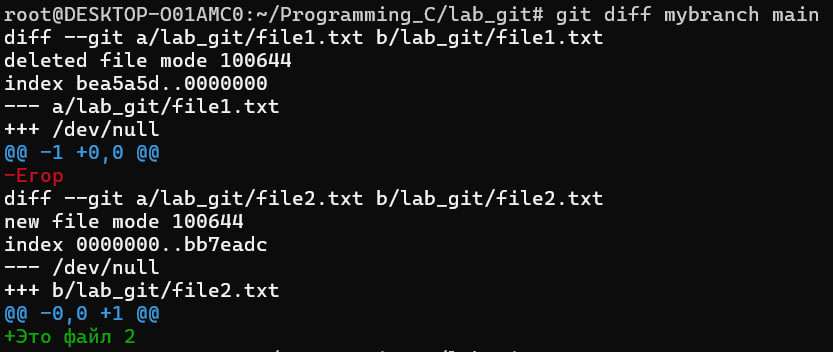 root@DESKTOP-O01AMC0:~/Programming_C/lab_git# git diff mybranch main
diff --git a/lab_git/file1.txt b/lab_git/file1.txt
deleted file mode 100644
index bea5a5d..0000000
--- a/lab_git/file1.txt
+++ /dev/null
@@ -1 +0,0 @@
-Егор
diff --git a/lab_git/file2.txt b/lab_git/file2.txt
new file mode 100644
index 0000000..bb7eadc
--- /dev/null
+++ b/lab_git/file2.txt
@@ -0,0 +1 @@
+Это файл 2